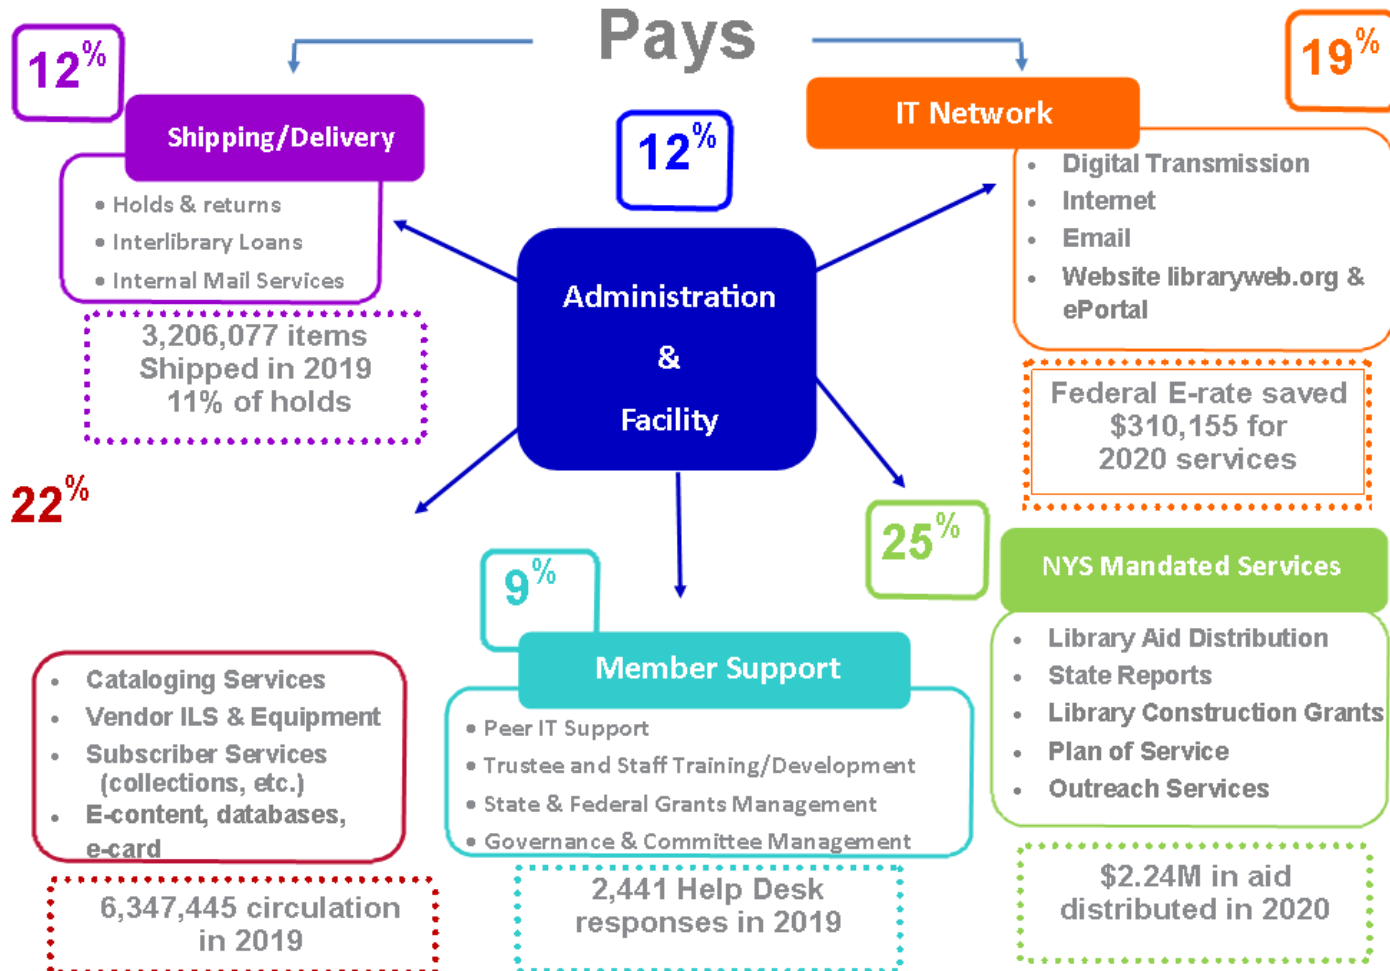 Pays
12%
Shipping/Delivery
• Holds & returns
• Interlibrary Loans
• Internal Mail Services
3,206,077 items
Shipped in 2019
11% of holds
12%
Administration
&
Facility
19%
IT Network
• Digital Transmission
• Internet
• Email
• Website libraryweb.org &
ePortal
Federal E-rate saved
$310,155 for
2020 services
22%
• Cataloging Services
• Vendor ILS & Equipment
• Subscriber Services
(collections, etc.)
• E-content, databases,
e-card
6,347,445 circulation
in 2019
9%
Member Support
• Peer IT Support
• Trustee and Staff Training/Development
• State & Federal Grants Management
• Governance & Committee Management
2,441 Help Desk
responses in 2019
25%
NYS Mandated Services
• Library Aid Distribution
• State Reports
• Library Construction Grants
• Plan of Service
• Outreach Services
$2.24M in aid
distributed in 2020